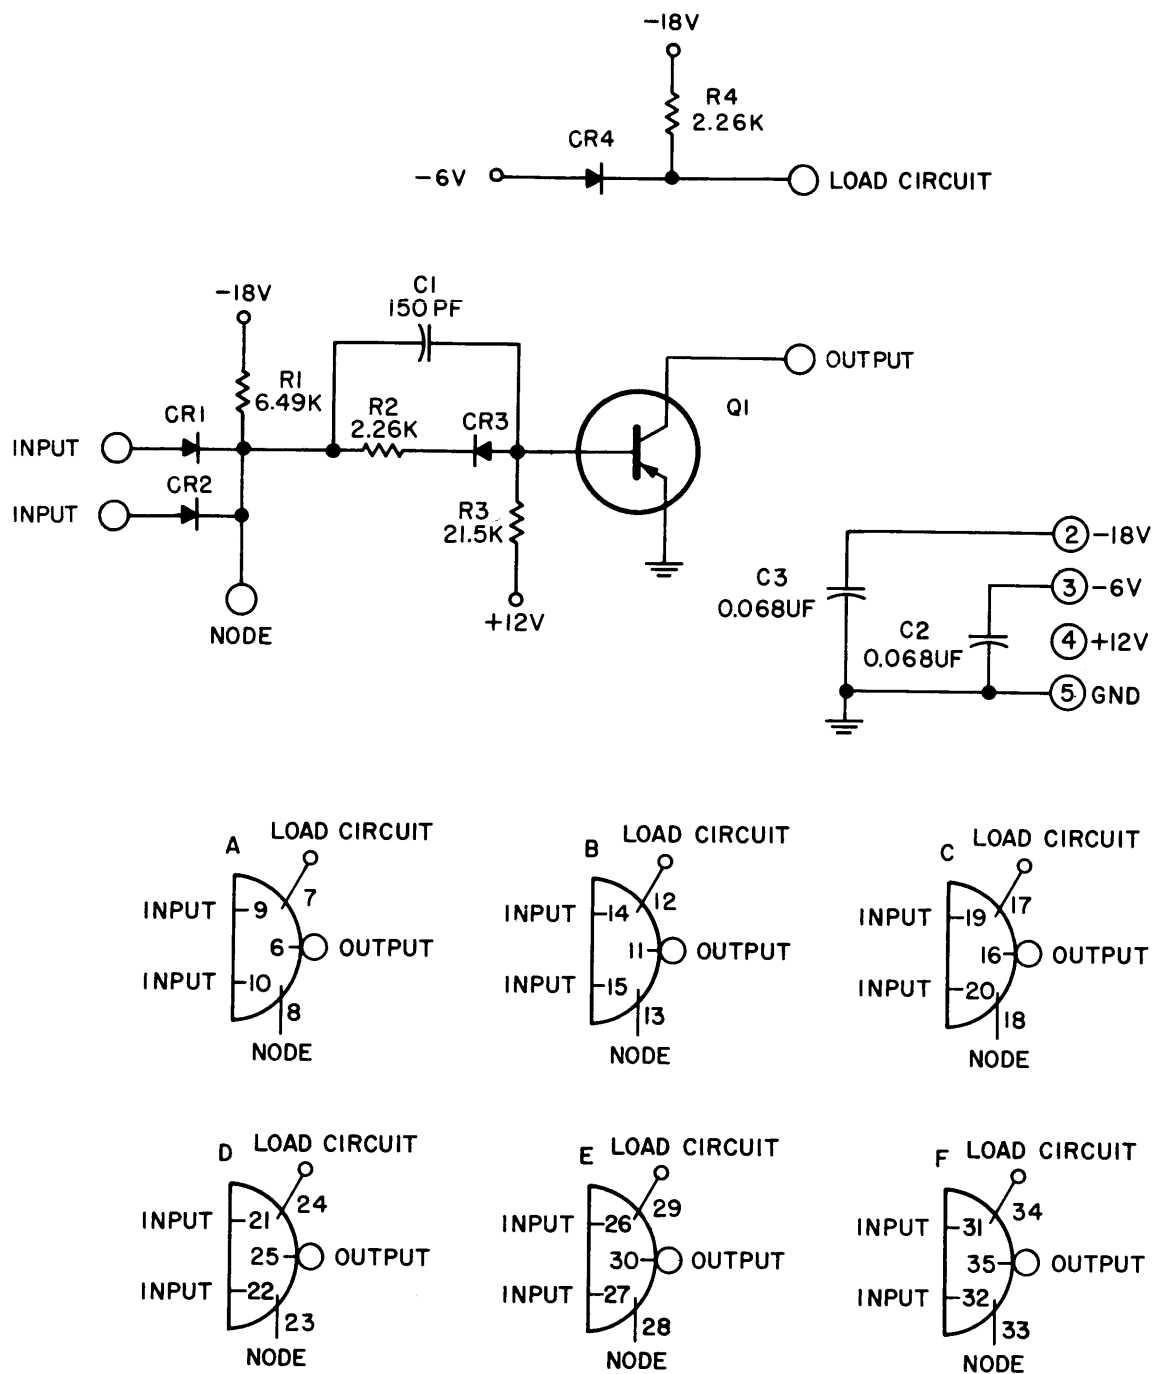 -18V
R4
2.26K
CR4
-6V
LOAD CIRCUIT
C1
150 PF
-18V
R1
6.49K
R2
2.26K
CR3
Q1
OUTPUT
CR1
INPUT
CR2
INPUT
R3
21.5K
NODE
+12V
2 -18V
C3
0.068UF
3 -6V
C2
0.068UF
4 +12V
5 GND
A LOAD CIRCUIT
7
INPUT 9
6 OUTPUT
INPUT 10
8
NODE
B LOAD CIRCUIT
12
INPUT 14
11 OUTPUT
INPUT 15
13
NODE
C LOAD CIRCUIT
17
INPUT 19
16 OUTPUT
INPUT 20
18
NODE
D LOAD CIRCUIT
24
INPUT 21
25 OUTPUT
INPUT 22
23
NODE
E LOAD CIRCUIT
29
INPUT 26
30 OUTPUT
INPUT 27
28
NODE
F LOAD CIRCUIT
34
INPUT 31
35 OUTPUT
INPUT 32
33
NODE